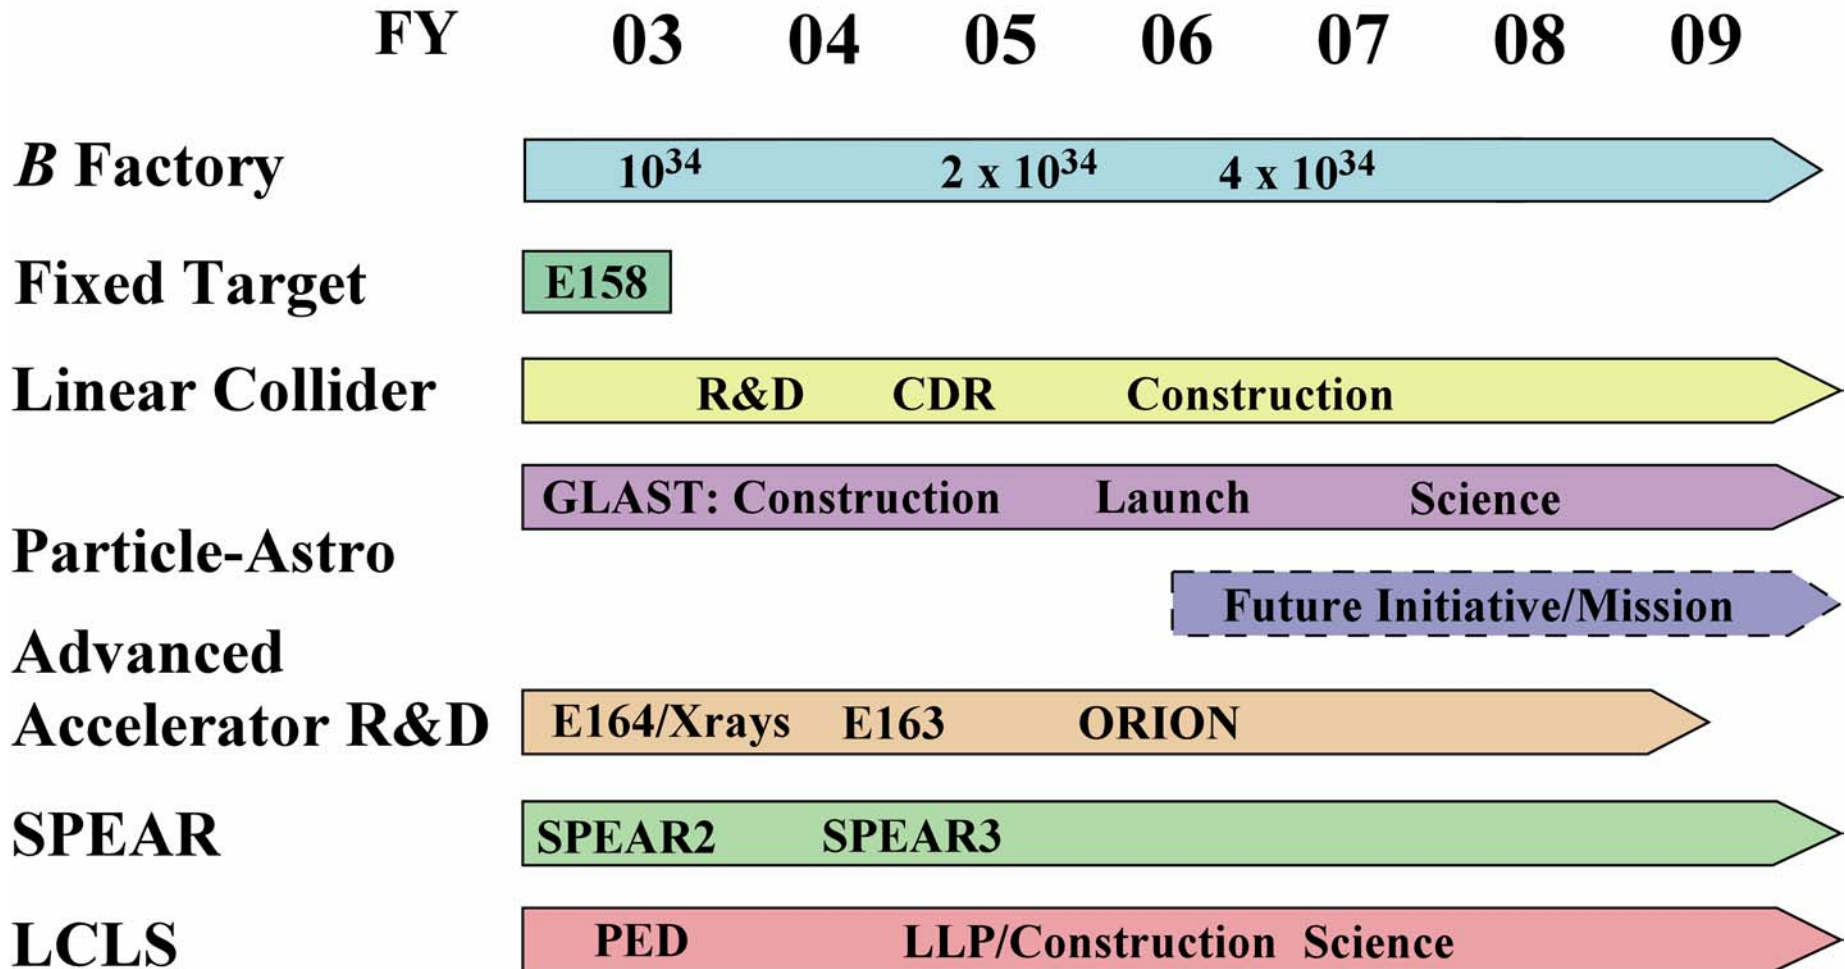 FY 03 04 05 06 07 08 09
B Factory 10³⁴ 2 x 10³⁴ 4 x 10³⁴
Fixed Target E158
Linear Collider R&D CDR Construction
GLAST: Construction Launch Science
Particle-Astro
Future Initiative/Mission
Advanced
Accelerator R&D E164/Xrays E163 ORION
SPEAR SPEAR2 SPEAR3
LCLS PED LLP/Construction Science